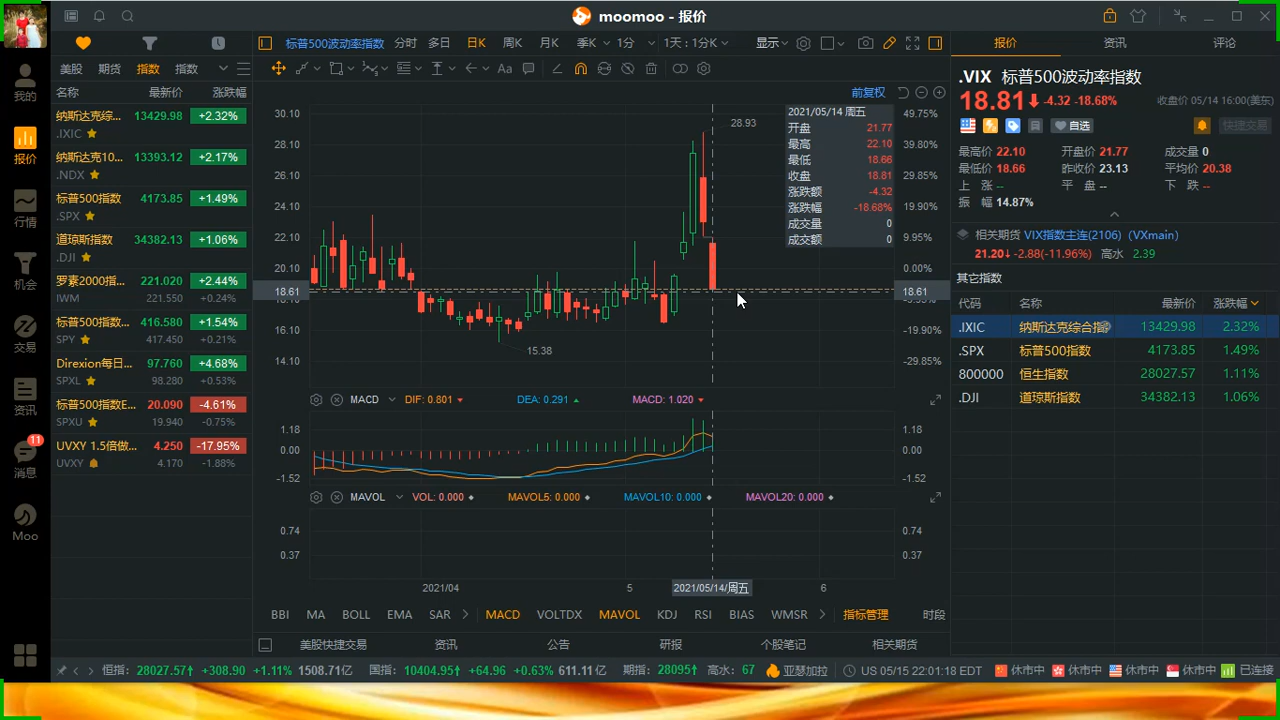 moomoo - 报价
标普500波动率指数 分时 多日 日K 周K 月K 季K 1分 1天：1分K 显示
报价 资讯 评论
美股 期货 指数 指数
Aa
我的
报价
行情
机会
交易
资讯
11
消息
Moo
名称 最新价 涨跌幅
纳斯达克综... 13429.98 +2.32%
.IXIC
纳斯达克10... 13393.12 +2.17%
.NDX
标普500指数 4173.85 +1.49%
.SPX
道琼斯指数 34382.13 +1.06%
.DJI
罗素2000指... 221.020 +2.44%
IWM 221.550 +0.24%
标普500指数... 416.580 +1.54%
SPY 417.450 +0.21%
Direxion每日... 97.760 +4.68%
SPXL 98.280 +0.53%
标普500指数E... 20.090 -4.61%
SPXU 19.940 -0.75%
UVXY 1.5倍做... 4.250 -17.95%
UVXY 4.170 -1.88%
前复权
30.10 49.75%
28.10 39.80%
26.10 29.85%
24.10 19.90%
22.10 9.95%
20.10 0.00%
18.61 18.61
16.10 -19.90%
14.10 -29.85%
28.93
15.38
2021/05/14 周五
开盘 21.77
最高 22.10
最低 18.66
收盘 18.81
涨跌额 -4.32
涨跌幅 -18.68%
成交量 0
成交额 0
MACD DIF: 0.801 DEA: 0.291 MACD: 1.020
1.18 1.18
0.00 0.00
-1.52 -1.52
MAVOL VOL: 0.000 MAVOL5: 0.000 MAVOL10: 0.000 MAVOL20: 0.000
0.74 0.74
0.37 0.37
2021/04 5 2021/05/14/周五 6
BBI MA BOLL EMA SAR MACD VOLTDX MAVOL KDJ RSI BIAS WMSR 指标管理 时段
美股快捷交易 资讯 公告 研报 个股笔记 相关期货
.VIX 标普500波动率指数
18.81 -4.32 -18.68% 收盘价 05/14 16:00(美东)
自选 快捷交易
最高价 22.10 开盘价 21.77 成交量 0
最低价 18.66 昨收价 23.13 平均价 20.38
上 涨 -- 平 盘 -- 下 跌 --
振 幅 14.87%
相关期货 VIX指数主连(2106) (VXmain)
21.20 -2.88(-11.96%) 高水 2.39
其它指数
代码 名称 最新价 涨跌幅
.IXIC 纳斯达克综合指 13429.98 2.32%
.SPX 标普500指数 4173.85 1.49%
800000 恒生指数 28027.57 1.11%
.DJI 道琼斯指数 34382.13 1.06%
恒指: 28027.57 +308.90 +1.11% 1508.71亿 国指: 10404.95 +64.96 +0.63% 611.11亿 期指: 28095 高水: 67 亚瑟加拉 US 05/15 22:01:18 EDT 休市中 休市中 休市中 休市中 已连接